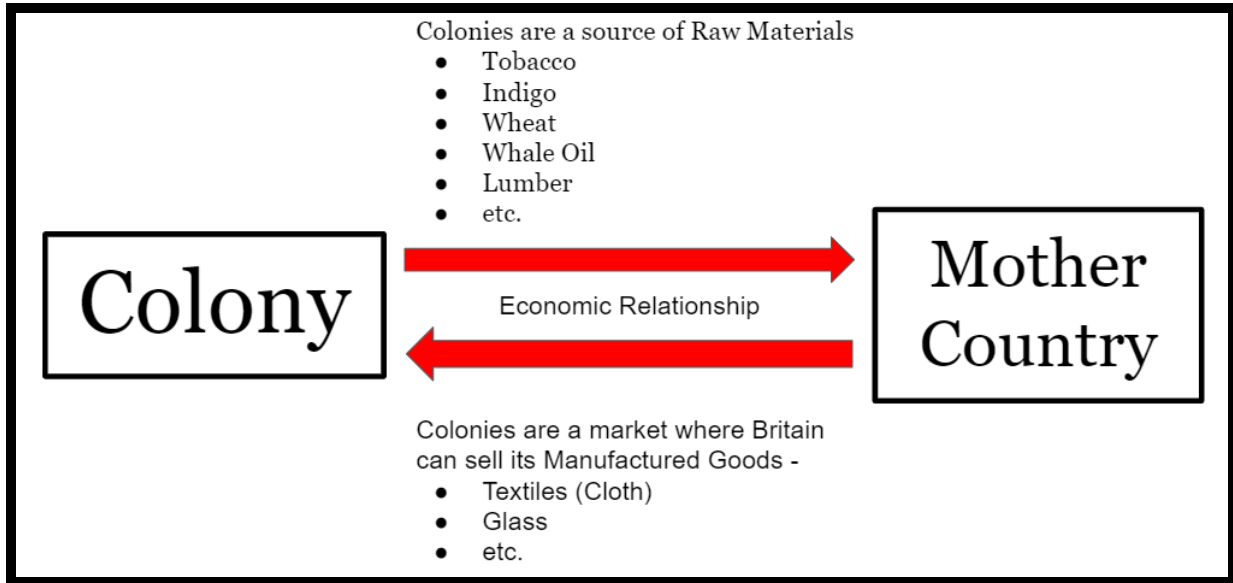 Colonies are a source of Raw Materials
● Tobacco
● Indigo
● Wheat
● Whale Oil
● Lumber
● etc.
Colony
Economic Relationship
Mother
Country
Colonies are a market where Britain
can sell its Manufactured Goods -
● Textiles (Cloth)
● Glass
● etc.